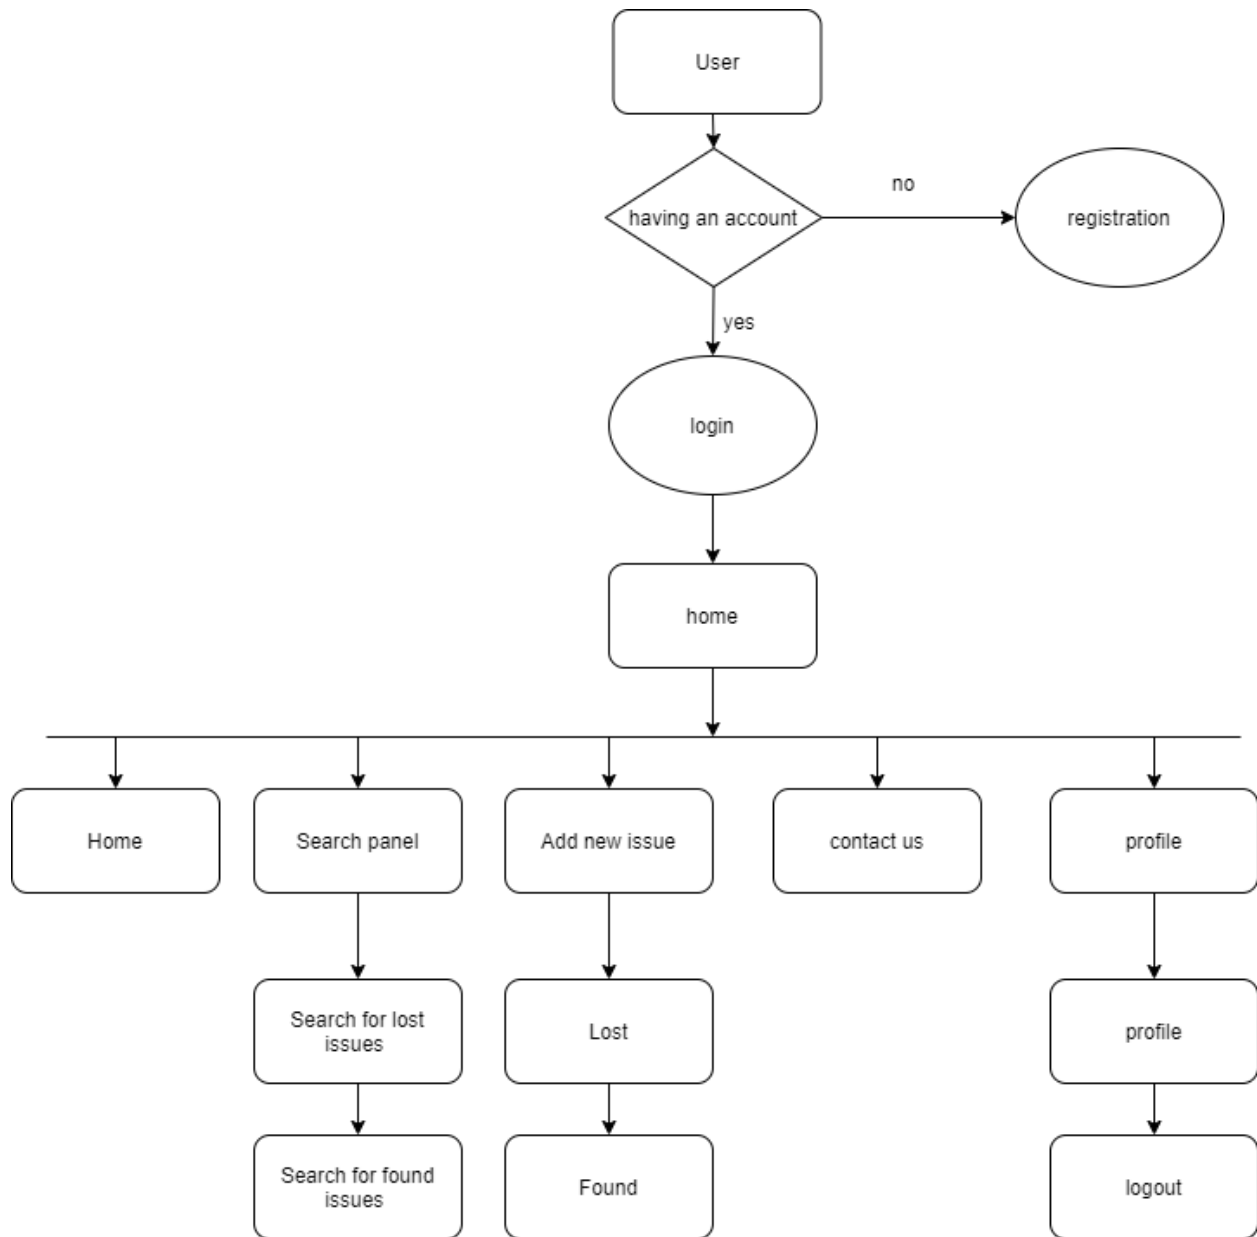 User
no
having an account
registration
yes
login
home
Home
Search panel
Add new issue
contact us
profile
Search for lost
issues
Lost
profile
Search for found
issues
Found
logout